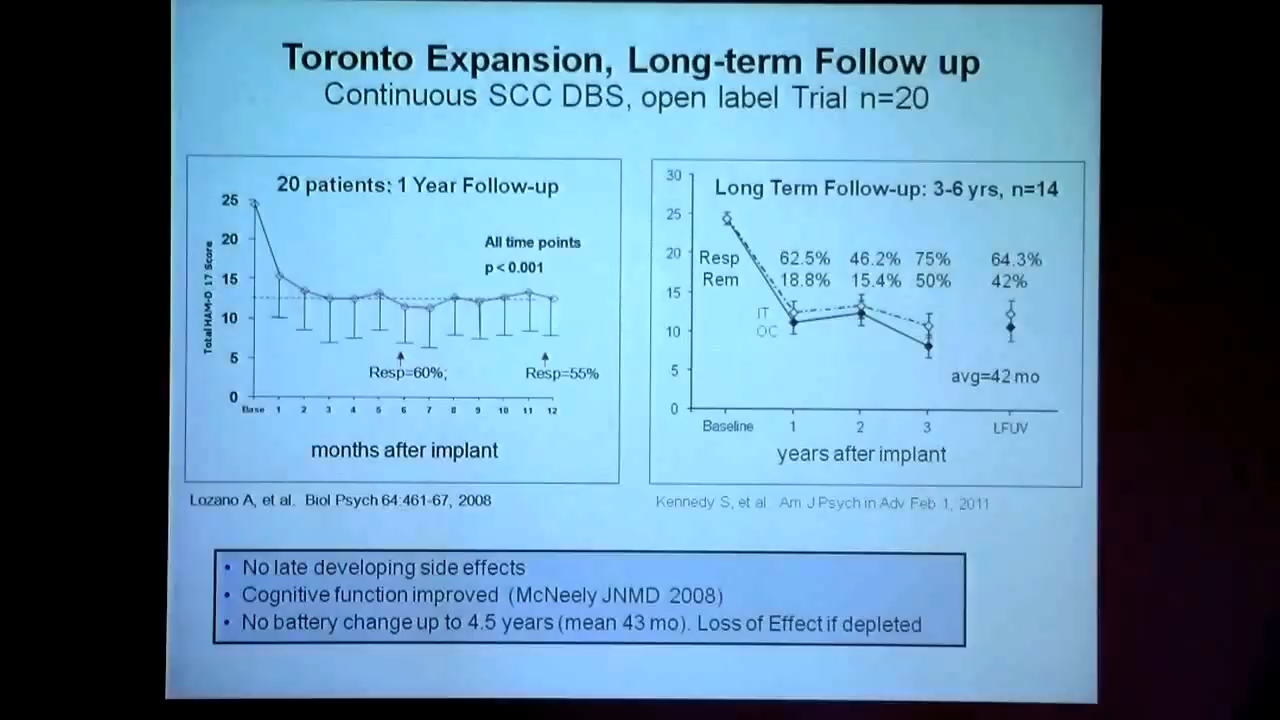 Toronto Expansion, Long-term Follow up
Continuous SCC DBS, open label Trial n=20
20 patients: 1 Year Follow-up
25
20
15
10
5
0
Total HAM-D 17 Score
All time points
p < 0.001
Resp=60%;
Resp=55%
Base 1 2 3 4 5 6 7 8 9 10 11 12
months after implant
Lozano A, et al. Biol Psych 64:461-67, 2008
Long Term Follow-up: 3-6 yrs, n=14
30
25
20
15
10
5
0
Resp 62.5% 46.2% 75% 64.3%
Rem 18.8% 15.4% 50% 42%
IT
OC
avg=42 mo
Baseline 1 2 3 LFUV
years after implant
Kennedy S, et al. Am J Psych in Adv Feb 1, 2011
• No late developing side effects
• Cognitive function improved (McNeely JNMD 2008)
• No battery change up to 4.5 years (mean 43 mo). Loss of Effect if depleted